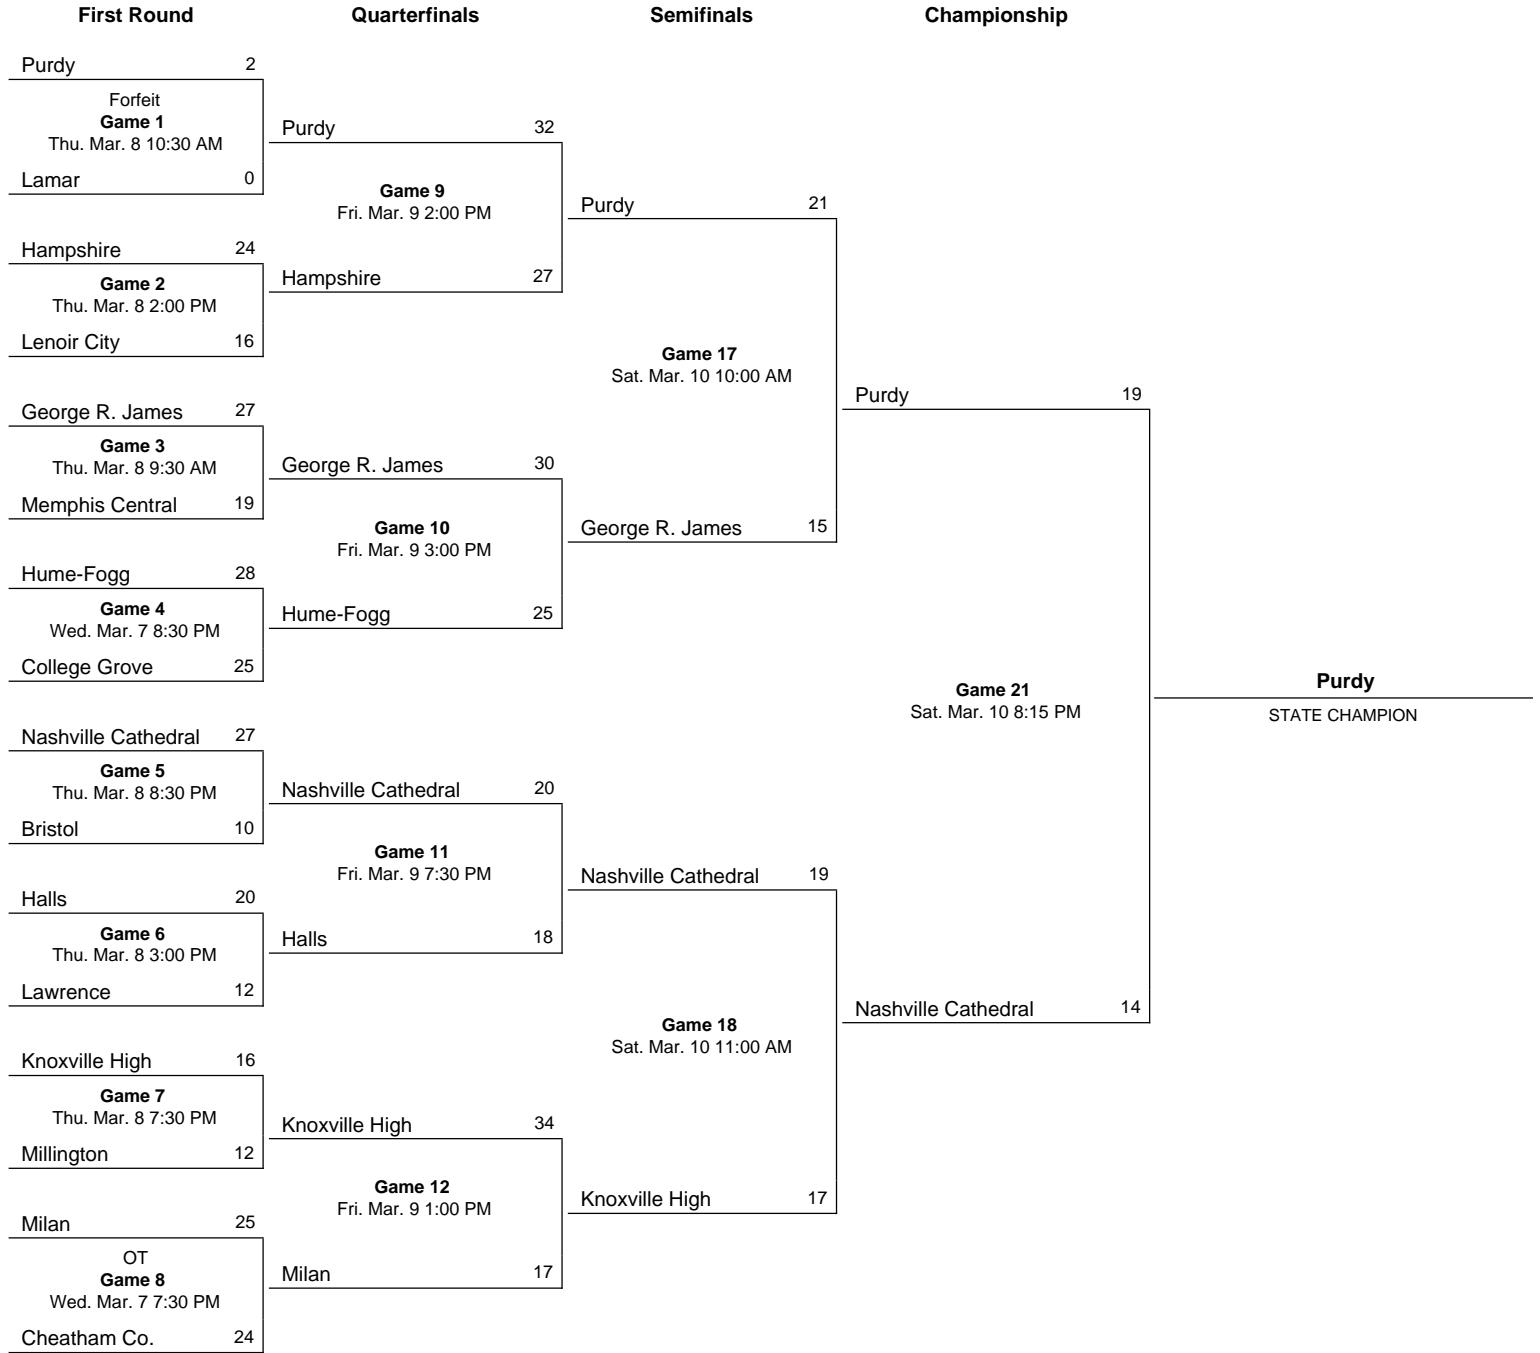 First Round Quarterfinals Semifinals Championship
Purdy 2
Forfeit
Game 1
Thu. Mar. 8 10:30 AM
Lamar 0
Hampshire 24
Game 2
Thu. Mar. 8 2:00 PM
Lenoir City 16
George R. James 27
Game 3
Thu. Mar. 8 9:30 AM
Memphis Central 19
Hume-Fogg 28
Game 4
Wed. Mar. 7 8:30 PM
College Grove 25
Nashville Cathedral 27
Game 5
Thu. Mar. 8 8:30 PM
Bristol 10
Halls 20
Game 6
Thu. Mar. 8 3:00 PM
Lawrence 12
Knoxville High 16
Game 7
Thu. Mar. 8 7:30 PM
Millington 12
Milan 25
OT
Game 8
Wed. Mar. 7 7:30 PM
Cheatham Co. 24
Purdy 32
Game 9
Fri. Mar. 9 2:00 PM
Hampshire 27
George R. James 30
Game 10
Fri. Mar. 9 3:00 PM
Hume-Fogg 25
Nashville Cathedral 20
Game 11
Fri. Mar. 9 7:30 PM
Halls 18
Knoxville High 34
Game 12
Fri. Mar. 9 1:00 PM
Milan 17
Purdy 21
Game 17
Sat. Mar. 10 10:00 AM
George R. James 15
Nashville Cathedral 19
Game 18
Sat. Mar. 10 11:00 AM
Knoxville High 17
Purdy 19
Game 21
Sat. Mar. 10 8:15 PM
Nashville Cathedral 14
Purdy
STATE CHAMPION